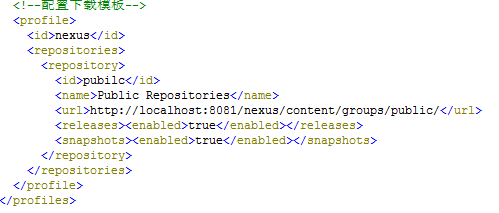 <!--配置下载模板-->
<profile>
<id>nexus</id>
<repositories>
<repository>
<id>pubilc</id>
<name>Public Repositories</name>
<url>http://localhost:8081/nexus/content/groups/public/</url>
<releases><enabled>true</enabled></releases>
<snapshots><enabled>true</enabled></snapshots>
</repository>
</repositories>
</profile>
</profiles>